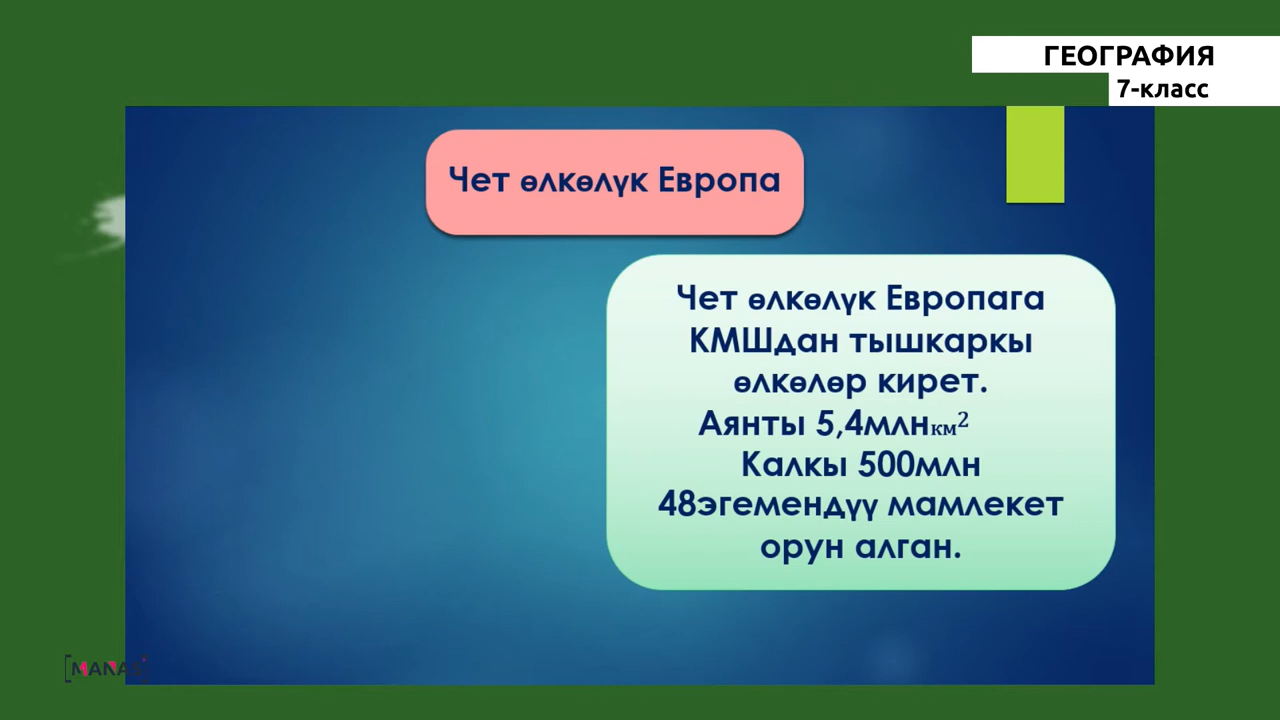 ГЕОГРАФИЯ
7-класс
Чет өлкөлүк Европа
Чет өлкөлүк Европага
КМШдан тышкаркы
өлкөлөр кирет.
Аянты 5,4млнкм²
Калкы 500млн
48эгемендүү мамлекет
орун алган.
MANAS